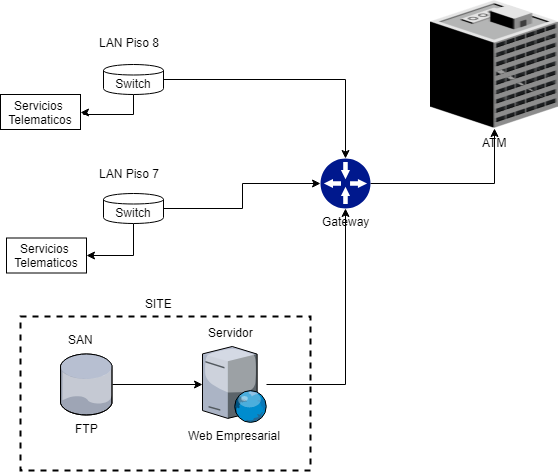 LAN Piso 8
Switch
Servicios
Telematicos
ATM
LAN Piso 7
Switch
Gateway
Servicios
Telematicos
SITE
SAN
Servidor
FTP
Web Empresarial